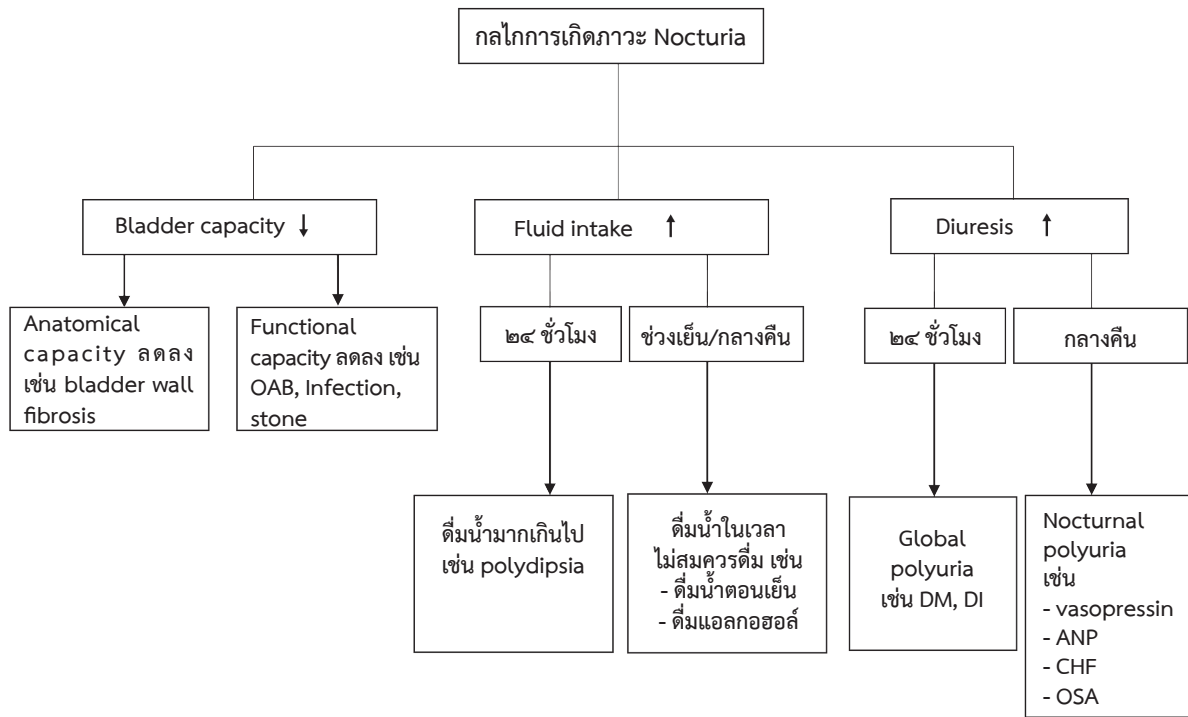 กลไกการเกิดภาวะ Nocturia
Bladder capacity ↓
Fluid intake ↑
Diuresis ↑
Anatomical
capacity ลดลง
เช่น bladder wall
fibrosis
Functional
capacity ลดลง เช่น
OAB, Infection,
stone
๒๔ ชั่วโมง
ช่วงเย็น/กลางคืน
๒๔ ชั่วโมง
กลางคืน
ดื่มน้ำมากเกินไป
เช่น polydipsia
ดื่มน้ำในเวลา
ไม่สมควรดื่ม เช่น
- ดื่มน้ำตอนเย็น
- ดื่มแอลกอฮอล์
Global
polyuria
เช่น DM, DI
Nocturnal
polyuria
เช่น
- vasopressin
- ANP
- CHF
- OSA